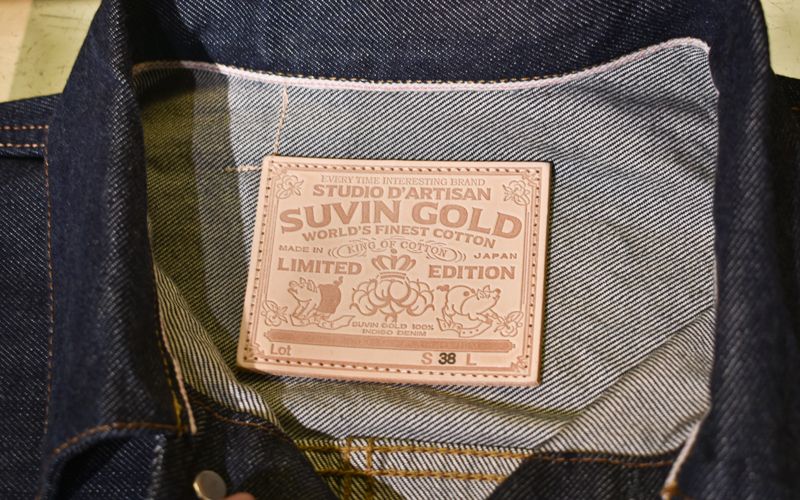 EVERY TIME INTERESTING BRAND
STUDIO D'ARTISAN
SUVIN GOLD
WORLD'S FINEST COTTON
MADE IN KING OF COTTON JAPAN
LIMITED EDITION
SUVIN GOLD 100%
INDIGO DENIM
Lot
S 38 L